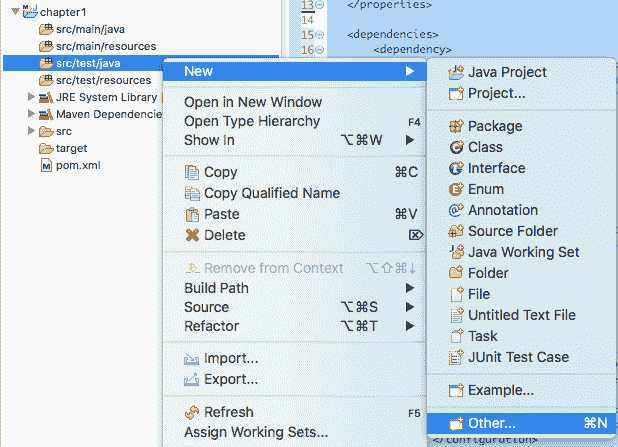 chapter1
src/main/java
src/main/resources
src/test/java
src/test/resources
JRE System Library
Maven Dependencie
src
target
pom.xml
13 </properties>
14
15 <dependencies>
16 <dependency>
New
Open in New Window
Open Type Hierarchy F4
Show In ⌥⌘W
Copy ⌘C
Copy Qualified Name
Paste ⌘V
Delete ⌦
Remove from Context ⌥⇧⌘↓
Build Path
Source ⌥⌘S
Refactor ⌥⌘T
Import...
Export...
Refresh F5
Assign Working Sets...
Java Project
Project...
Package
Class
Interface
Enum
Annotation
Source Folder
Java Working Set
Folder
File
Untitled Text File
Task
JUnit Test Case
Example...
Other... ⌘N
</configuration>